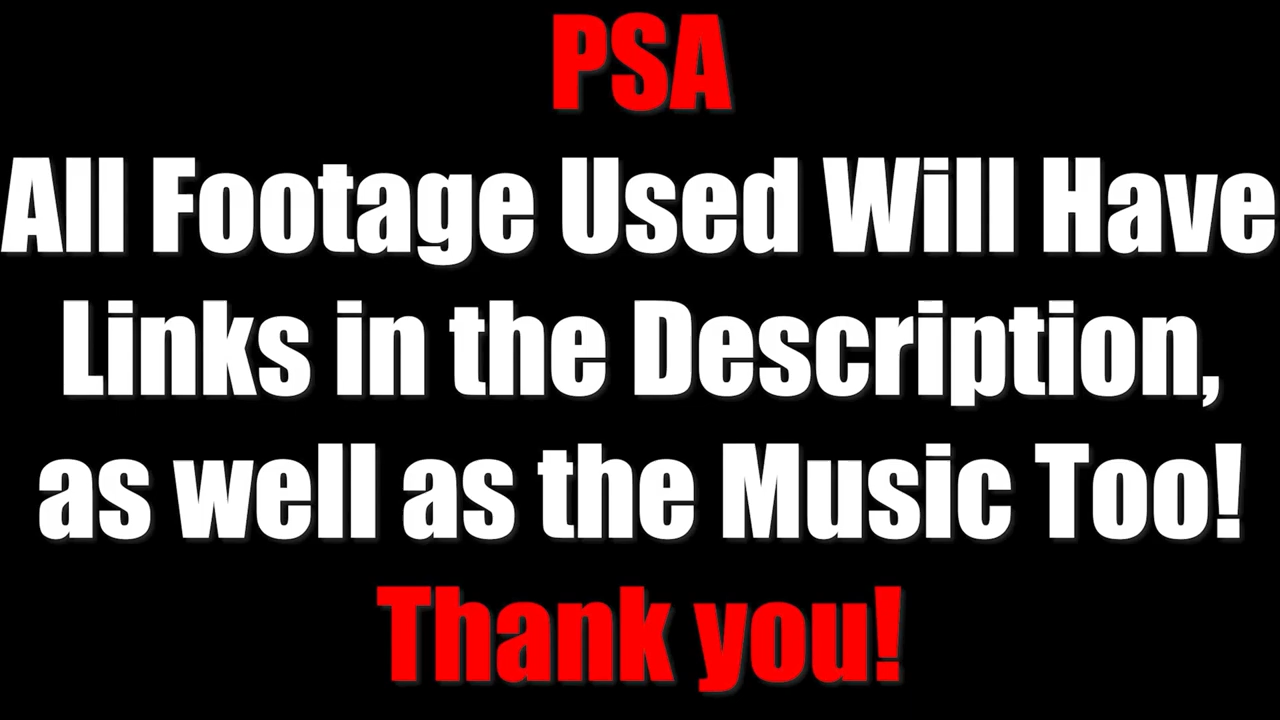 PSA
All Footage Used Will Have
Links in the Description,
as well as the Music Too!
Thank you!